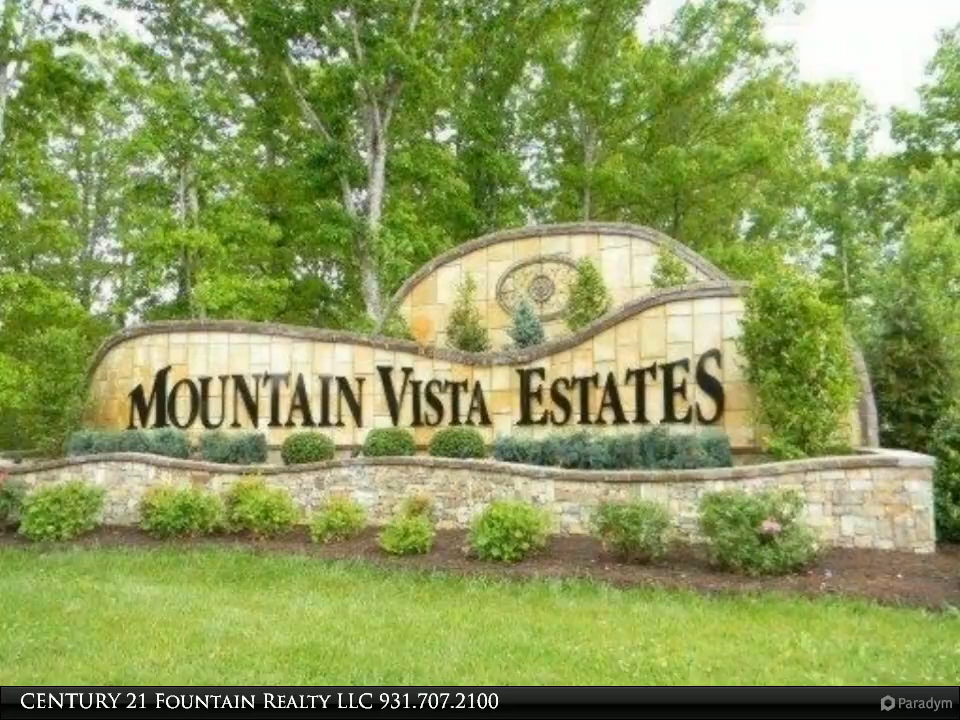 MOUNTAIN VISTA ESTATES
CENTURY 21 FOUNTAIN REALTY LLC 931.707.2100
Paradym